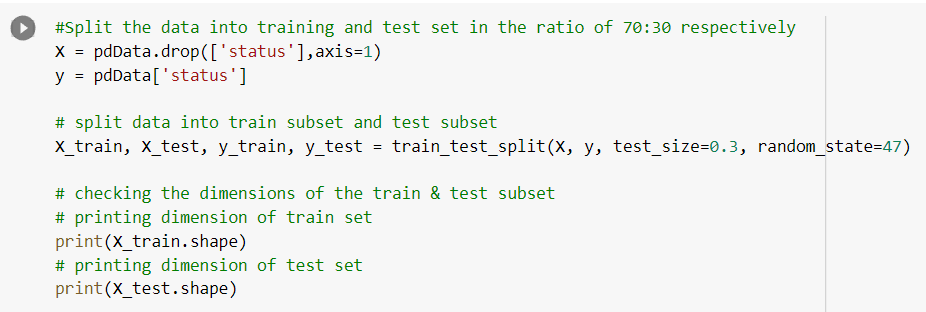 #Split the data into training and test set in the ratio of 70:30 respectively
X = pdData.drop(['status'],axis=1)
y = pdData['status']
# split data into train subset and test subset
X_train, X_test, y_train, y_test = train_test_split(X, y, test_size=0.3, random_state=47)
# checking the dimensions of the train & test subset
# printing dimension of train set
print(X_train.shape)
# printing dimension of test set
print(X_test.shape)